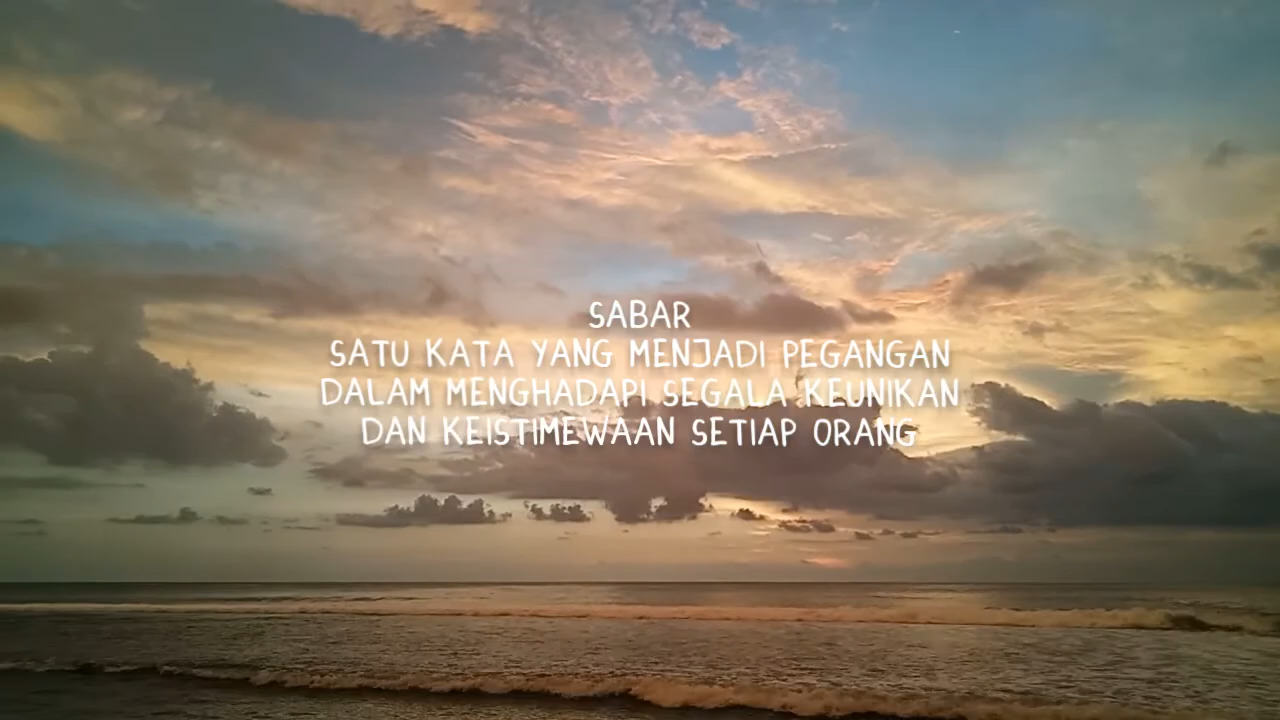 SABAR
SATU KATA YANG MENJADI PEGANGAN
DALAM MENGHADAPI SEGALA KEUNIKAN
DAN KEISTIMEWAAN SETIAP ORANG